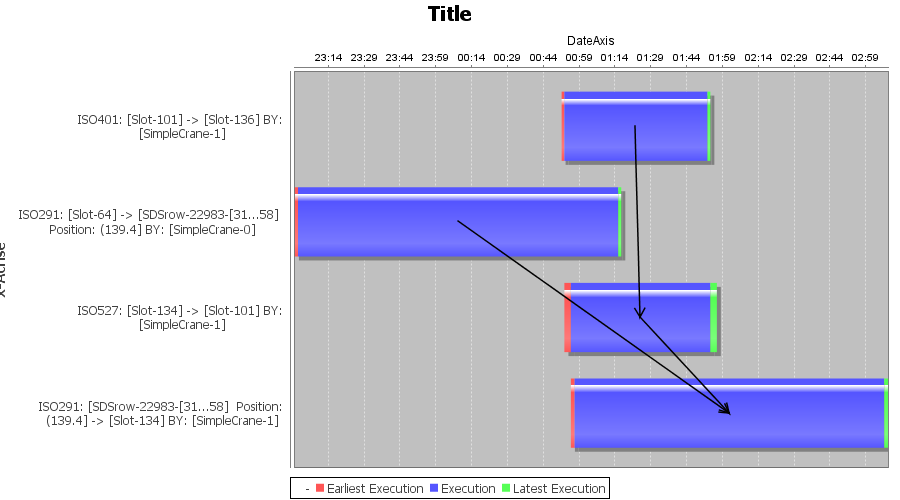 Title
DateAxis
23:14 23:29 23:44 23:59 00:14 00:29 00:44 00:59 01:14 01:29 01:44 01:59 02:14 02:29 02:44 02:59
ISO401: [Slot-101] -> [Slot-136] BY:
[SimpleCrane-1]
ISO291: [Slot-64] -> [SDSrow-22983-[31...58]
Position: (139.4] BY: [SimpleCrane-0]
ISO527: [Slot-134] -> [Slot-101] BY:
[SimpleCrane-1]
ISO291: [SDSrow-22983-[31...58] Position:
(139.4] -> [Slot-134] BY: [SimpleCrane-1]
- Earliest Execution Execution Latest Execution